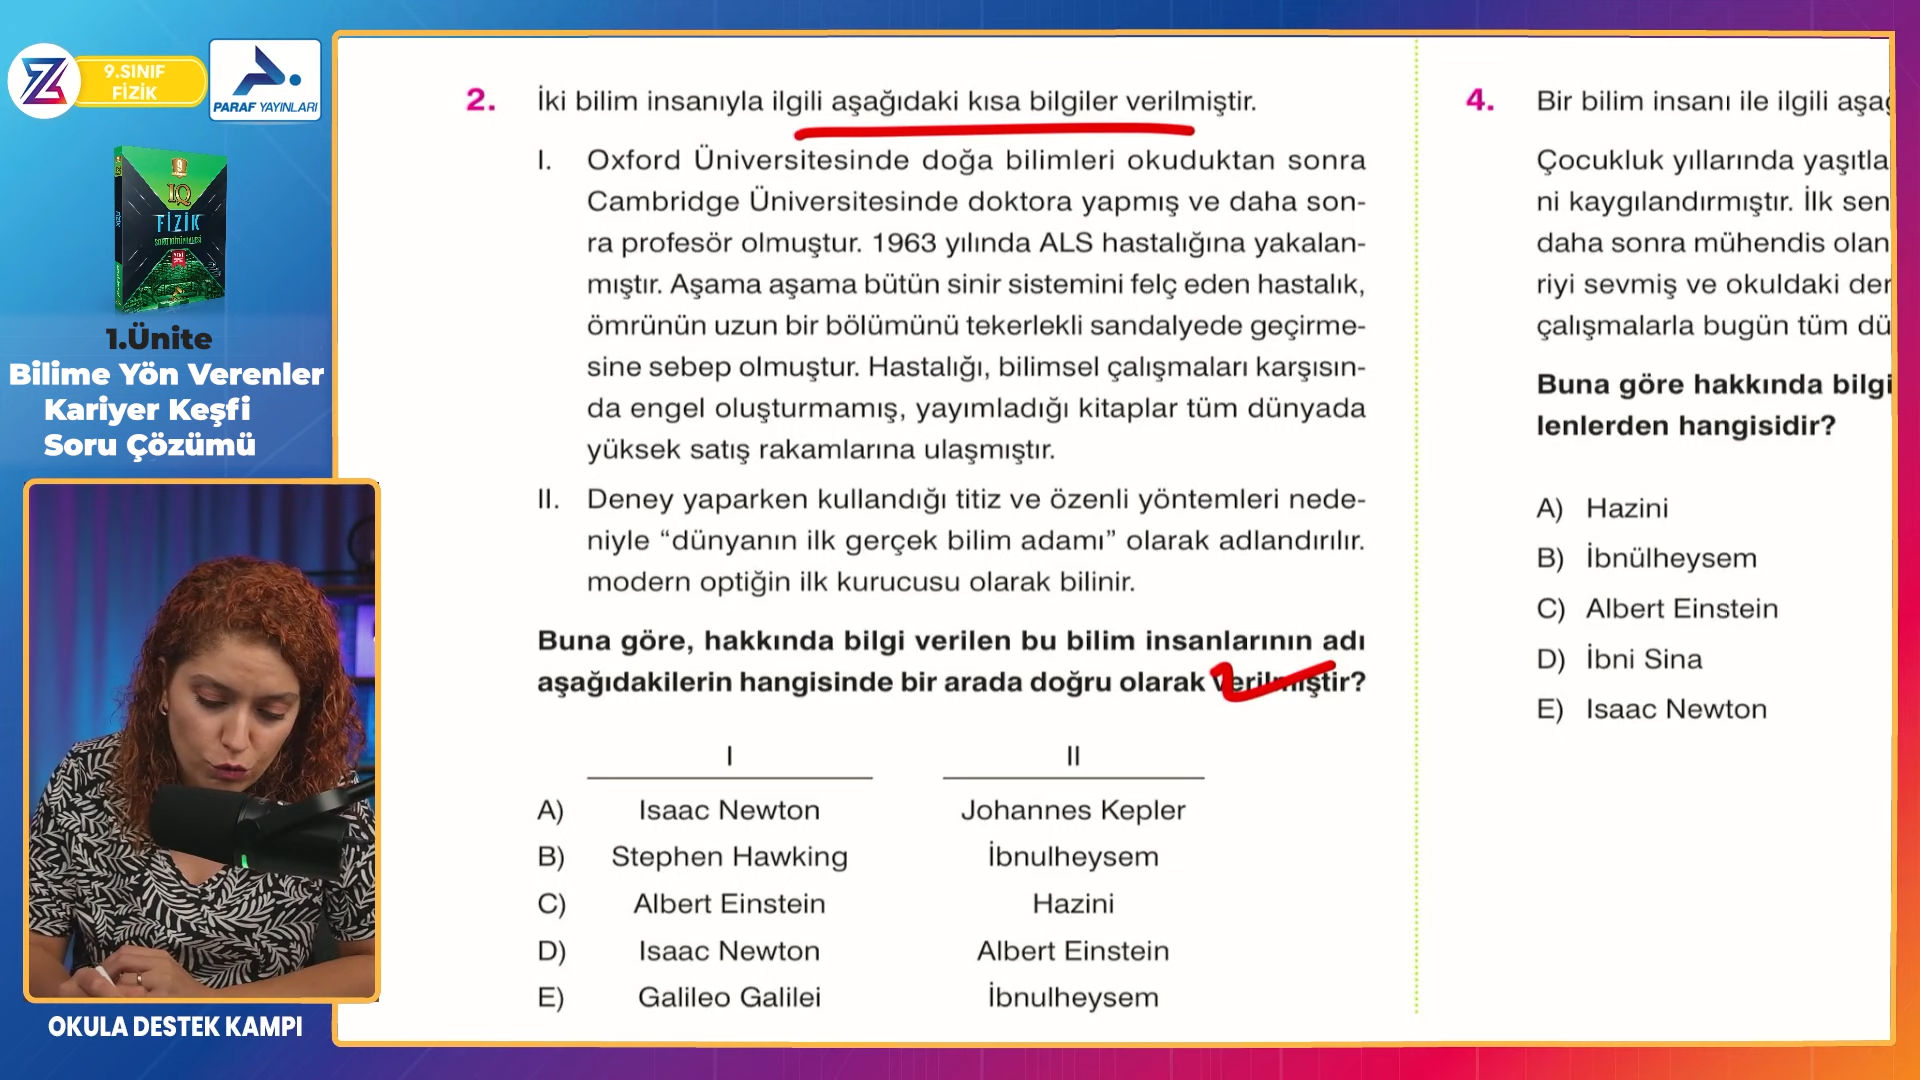 9.SINIF
FİZİK
PARAF YAYINLARI
9
IQ
FİZİK
1.Ünite
Bilime Yön Verenler
Kariyer Keşfi
Soru Çözümü
OKULA DESTEK KAMPI
2. İki bilim insanıyla ilgili aşağıdaki kısa bilgiler verilmiştir.
I. Oxford Üniversitesinde doğa bilimleri okuduktan sonra
Cambridge Üniversitesinde doktora yapmış ve daha son-
ra profesör olmuştur. 1963 yılında ALS hastalığına yakalan-
mıştır. Aşama aşama bütün sinir sistemini felç eden hastalık,
ömrünün uzun bir bölümünü tekerlekli sandalyede geçirme-
sine sebep olmuştur. Hastalığı, bilimsel çalışmaları karşısın-
da engel oluşturmamış, yayımladığı kitaplar tüm dünyada
yüksek satış rakamlarına ulaşmıştır.
II. Deney yaparken kullandığı titiz ve özenli yöntemleri nede-
niyle “dünyanın ilk gerçek bilim adamı” olarak adlandırılır.
modern optiğin ilk kurucusu olarak bilinir.
Buna göre, hakkında bilgi verilen bu bilim insanlarının adı
aşağıdakilerin hangisinde bir arada doğru olarak verilmiştir?
I II
A) Isaac Newton Johannes Kepler
B) Stephen Hawking İbnulheysem
C) Albert Einstein Hazini
D) Isaac Newton Albert Einstein
E) Galileo Galilei İbnulheysem
4. Bir bilim insanı ile ilgili aşağ
Çocukluk yıllarında yaşıtla
ni kaygılandırmıştır. İlk sen
daha sonra mühendis olan
riyi sevmiş ve okuldaki der
çalışmalarla bugün tüm dü
Buna göre hakkında bilgi
lenlerden hangisidir?
A) Hazini
B) İbnülheysem
C) Albert Einstein
D) İbni Sina
E) Isaac Newton